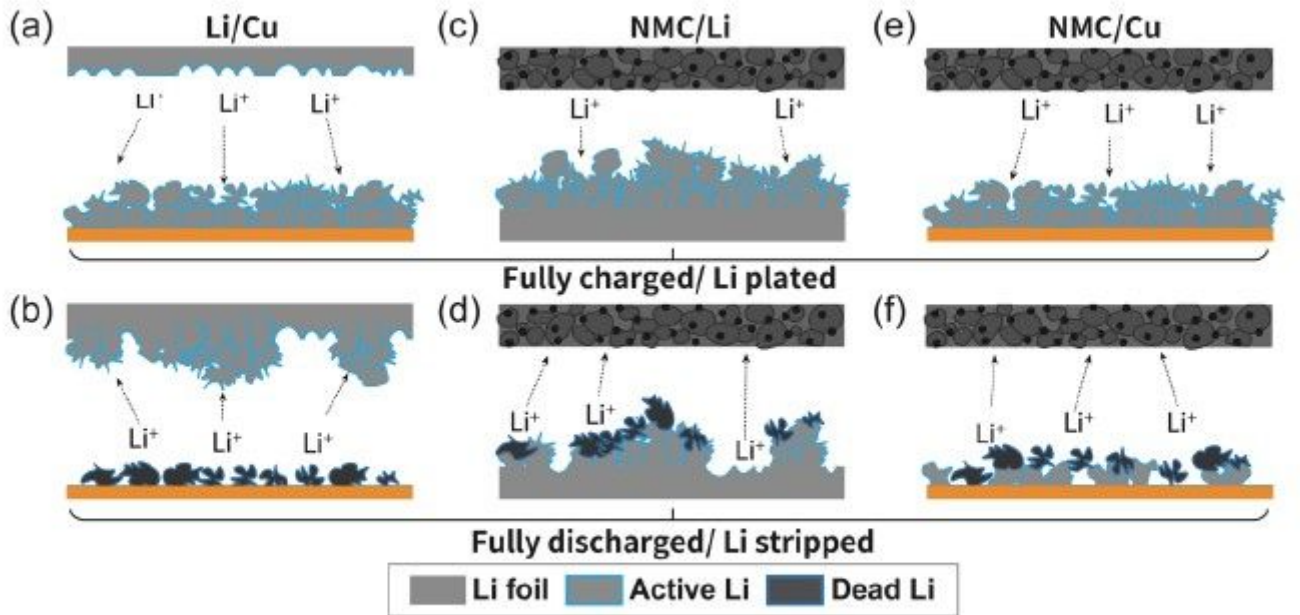 (a) Li/Cu (c) NMC/Li (e) NMC/Cu
Li⁺ Li⁺ Li⁺ Li⁺ Li⁺ Li⁺ Li⁺ Li⁺
Fully charged/ Li plated
(b) (d) (f)
Li⁺ Li⁺ Li⁺ Li⁺ Li⁺ Li⁺ Li⁺ Li⁺ Li⁺
Fully discharged/ Li stripped
Li foil Active Li Dead Li